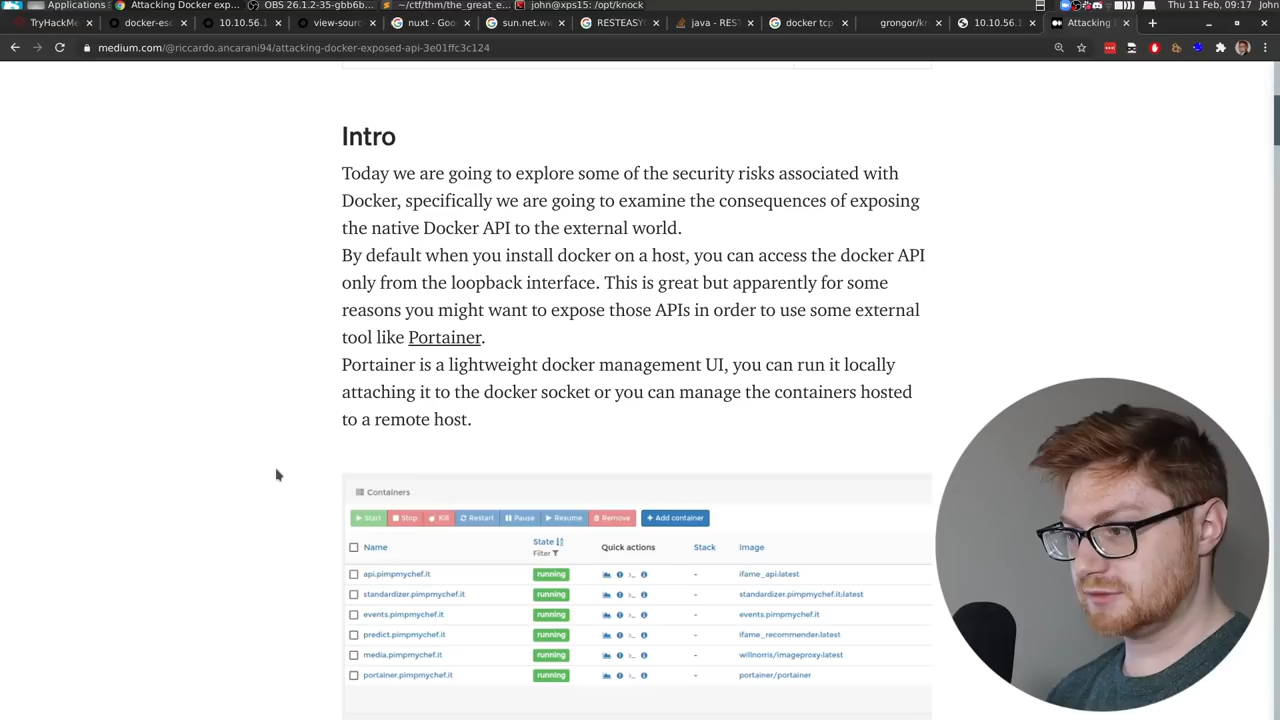 Applications
Attacking Docker exp...
OBS 26.1.2-35-gbb6b...
~/ctf/thm/the_great_e...
john@xps15: /opt/knock
Thu 11 Feb, 09:17 John
TryHackMe
docker-esc
10.10.56.1
view-source
nuxt - Goo
sun.net.ww
RESTEASY
java - REST
docker tcp
grongor/kn
10.10.56.1
Attacking D
medium.com/@riccardo.ancarani94/attacking-docker-exposed-api-3e01ffc3c124
Intro
Today we are going to explore some of the security risks associated with
Docker, specifically we are going to examine the consequences of exposing
the native Docker API to the external world.
By default when you install docker on a host, you can access the docker API
only from the loopback interface. This is great but apparently for some
reasons you might want to expose those APIs in order to use some external
tool like Portainer.
Portainer is a lightweight docker management UI, you can run it locally
attaching it to the docker socket or you can manage the containers hosted
to a remote host.
Containers
Start Stop Kill Restart Pause Resume Remove + Add container
Name State Filter Quick actions Stack Image
api.pimpmychef.it running - ifame_api:latest
standardizer.pimpmychef.it running - standardizer.pimpmychef.it:latest
events.pimpmychef.it running - events.pimpmychef.it
predict.pimpmychef.it running - ifame_recommender:latest
media.pimpmychef.it running - willnorris/imageproxy:latest
portainer.pimpmychef.it running - portainer/portainer